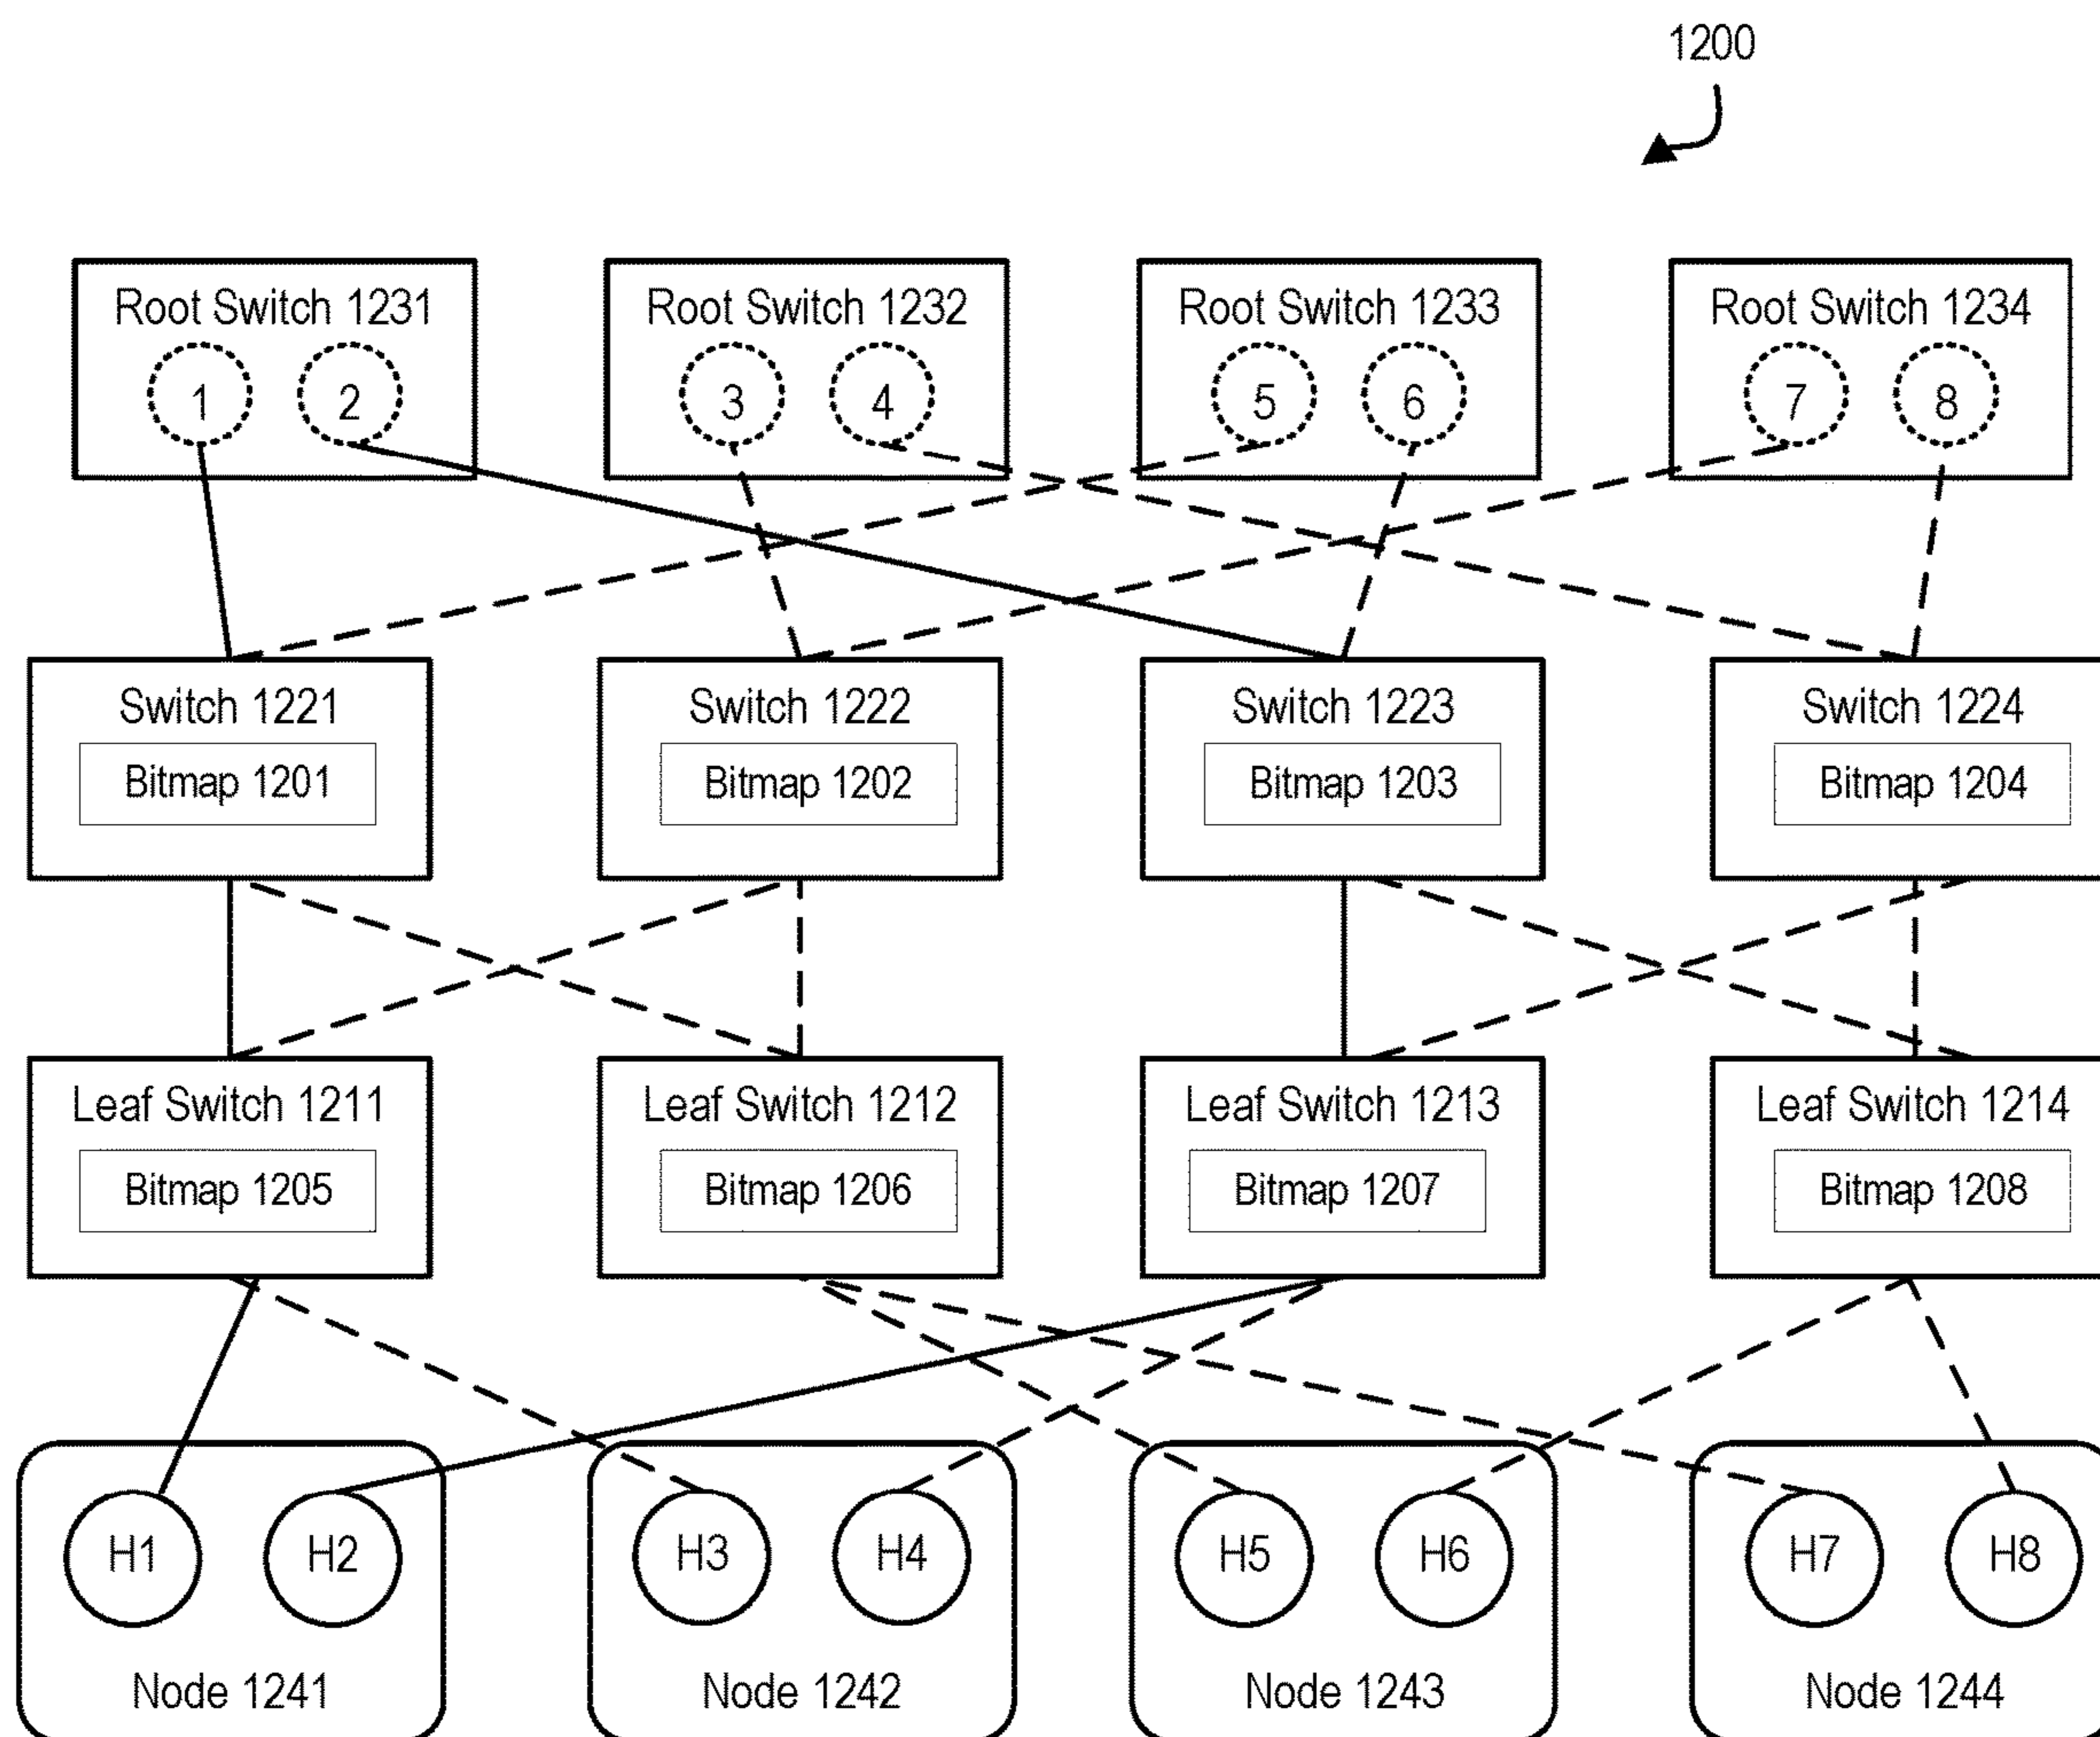 1200
Root Switch 1231
Root Switch 1232
Root Switch 1233
Root Switch 1234
1
2
3
4
5
6
7
8
Switch 1221
Switch 1222
Switch 1223
Switch 1224
Bitmap 1201
Bitmap 1202
Bitmap 1203
Bitmap 1204
Leaf Switch 1211
Leaf Switch 1212
Leaf Switch 1213
Leaf Switch 1214
Bitmap 1205
Bitmap 1206
Bitmap 1207
Bitmap 1208
H1
H2
H3
H4
H5
H6
H7
H8
Node 1241
Node 1242
Node 1243
Node 1244